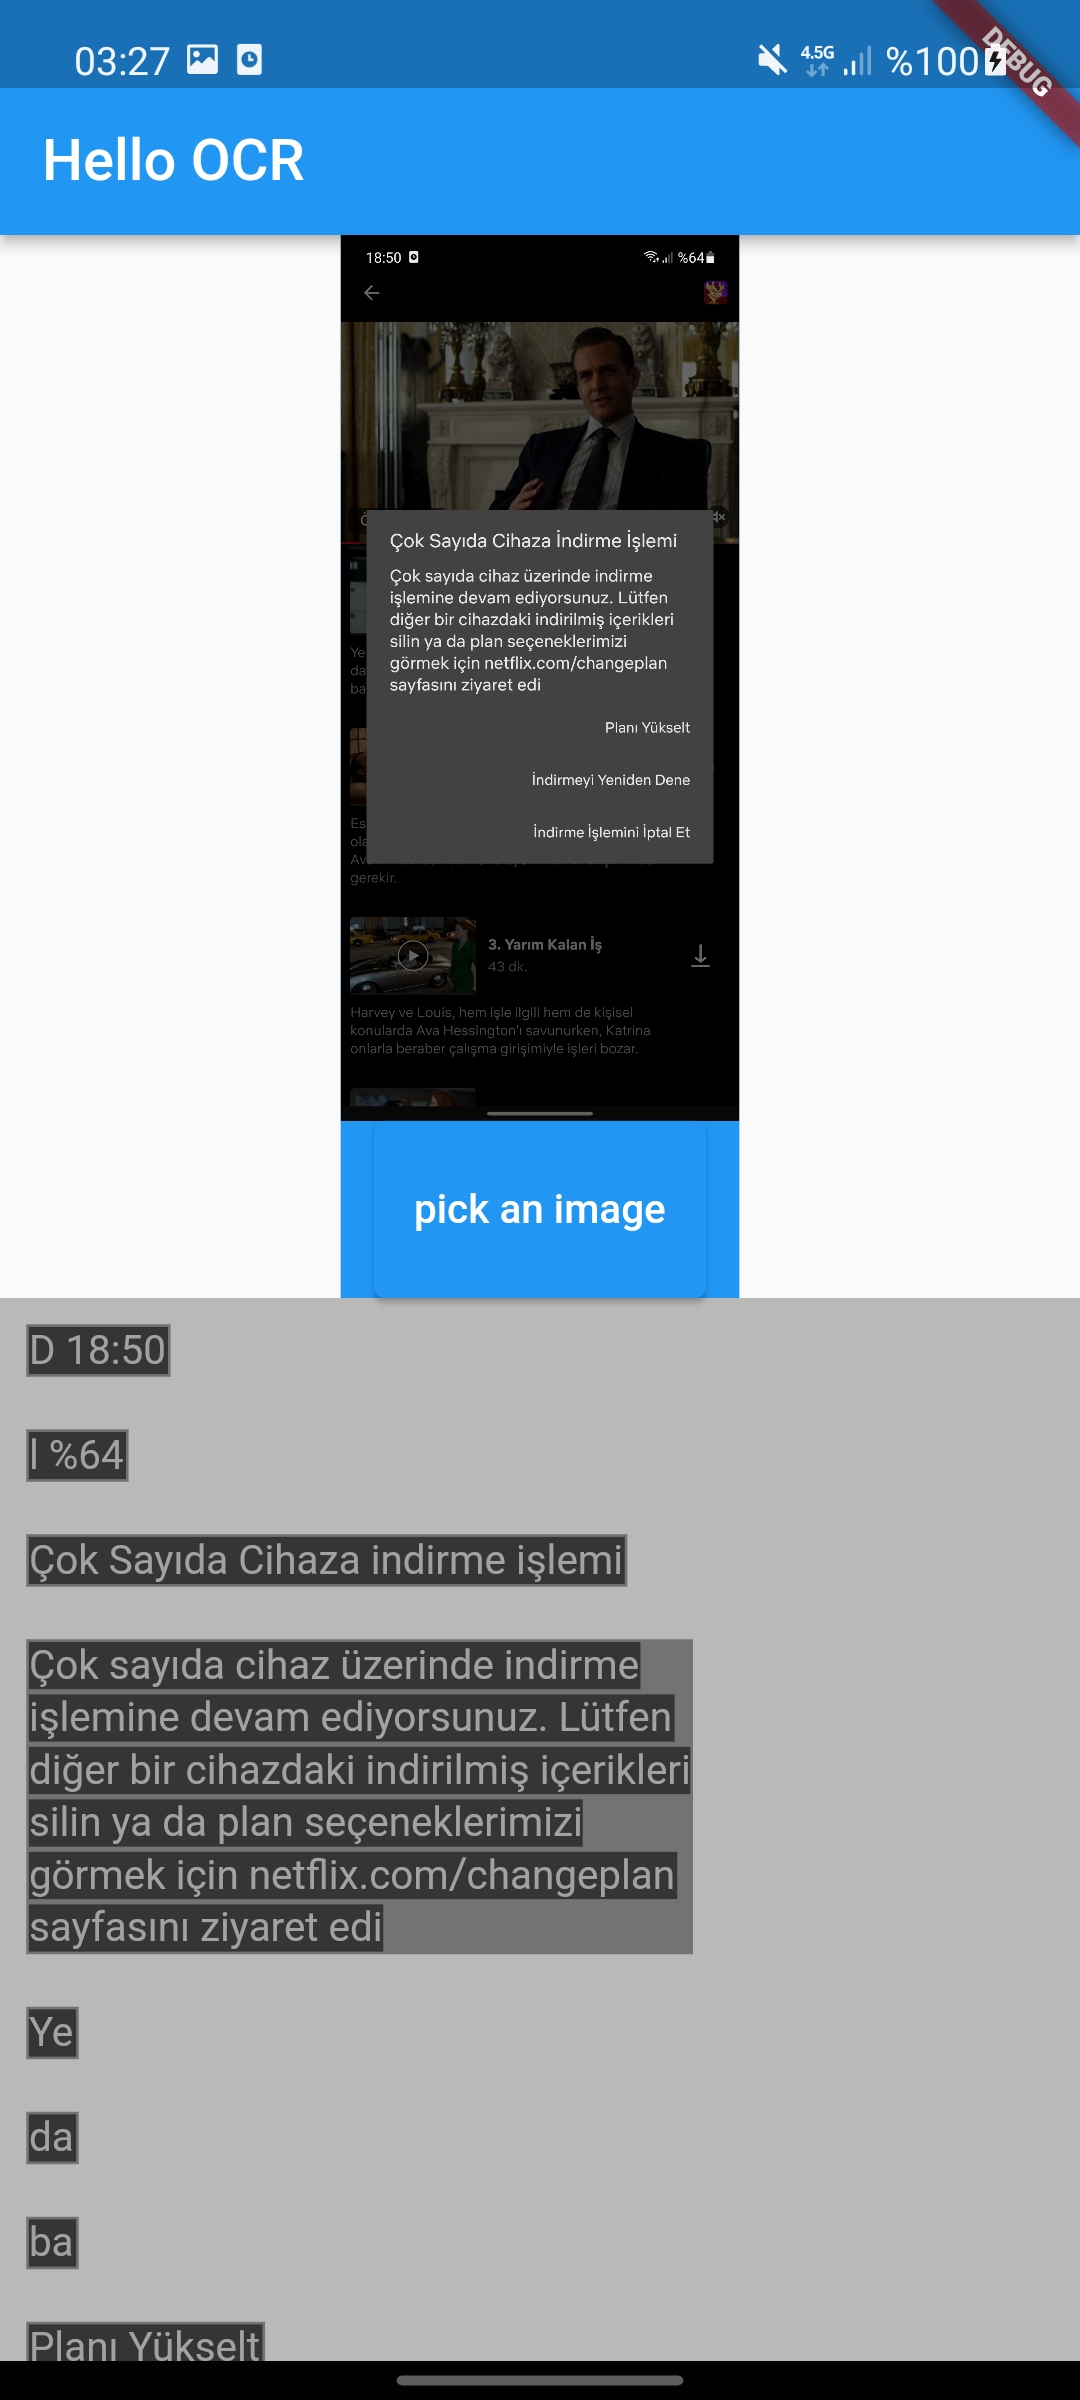 03:27
4.5G
%100
DEBUG
Hello OCR
18:50
%64
Çok Sayıda Cihaza İndirme İşlemi
Çok sayıda cihaz üzerinde indirme
işlemine devam ediyorsunuz. Lütfen
diğer bir cihazdaki indirilmiş içerikleri
silin ya da plan seçeneklerimizi
görmek için netflix.com/changeplan
sayfasını ziyaret edi
Ye
da
ba
Planı Yükselt
İndirmeyi Yeniden Dene
İndirme İşlemini İptal Et
Es
ola
Av
gerekir.
3. Yarım Kalan İş
43 dk.
Harvey ve Louis, hem işle ilgili hem de kişisel
konularda Ava Hessington'ı savunurken, Katrina
onlarla beraber çalışma girişimiyle işleri bozar.
pick an image
D 18:50
l %64
Çok Sayıda Cihaza indirme işlemi
Çok sayıda cihaz üzerinde indirme
işlemine devam ediyorsunuz. Lütfen
diğer bir cihazdaki indirilmiş içerikleri
silin ya da plan seçeneklerimizi
görmek için netflix.com/changeplan
sayfasını ziyaret edi
Ye
da
ba
Planı Yükselt